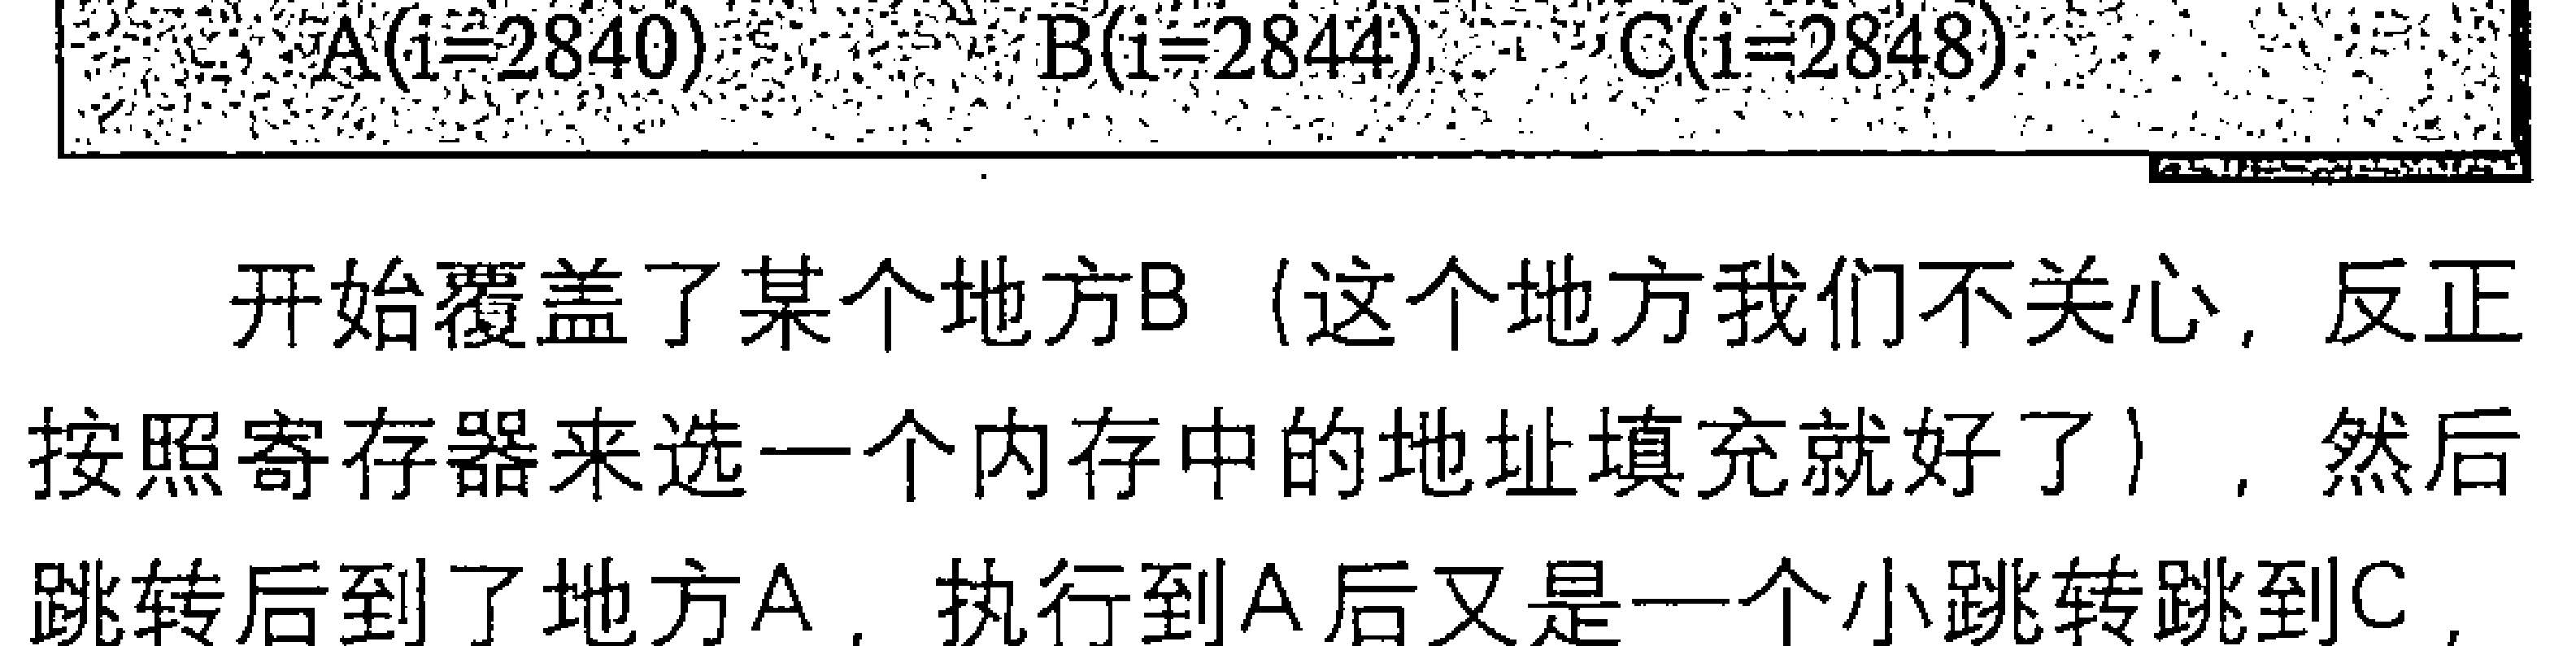 A(i=2840) B(i=2844) C(i=2848)
开始覆盖了某个地方B（这个地方我们不关心，反正
按照寄存器来选一个内存中的地址填充就好了），然后
跳转后到了地方A，执行到A后又是一个小跳转跳到C，